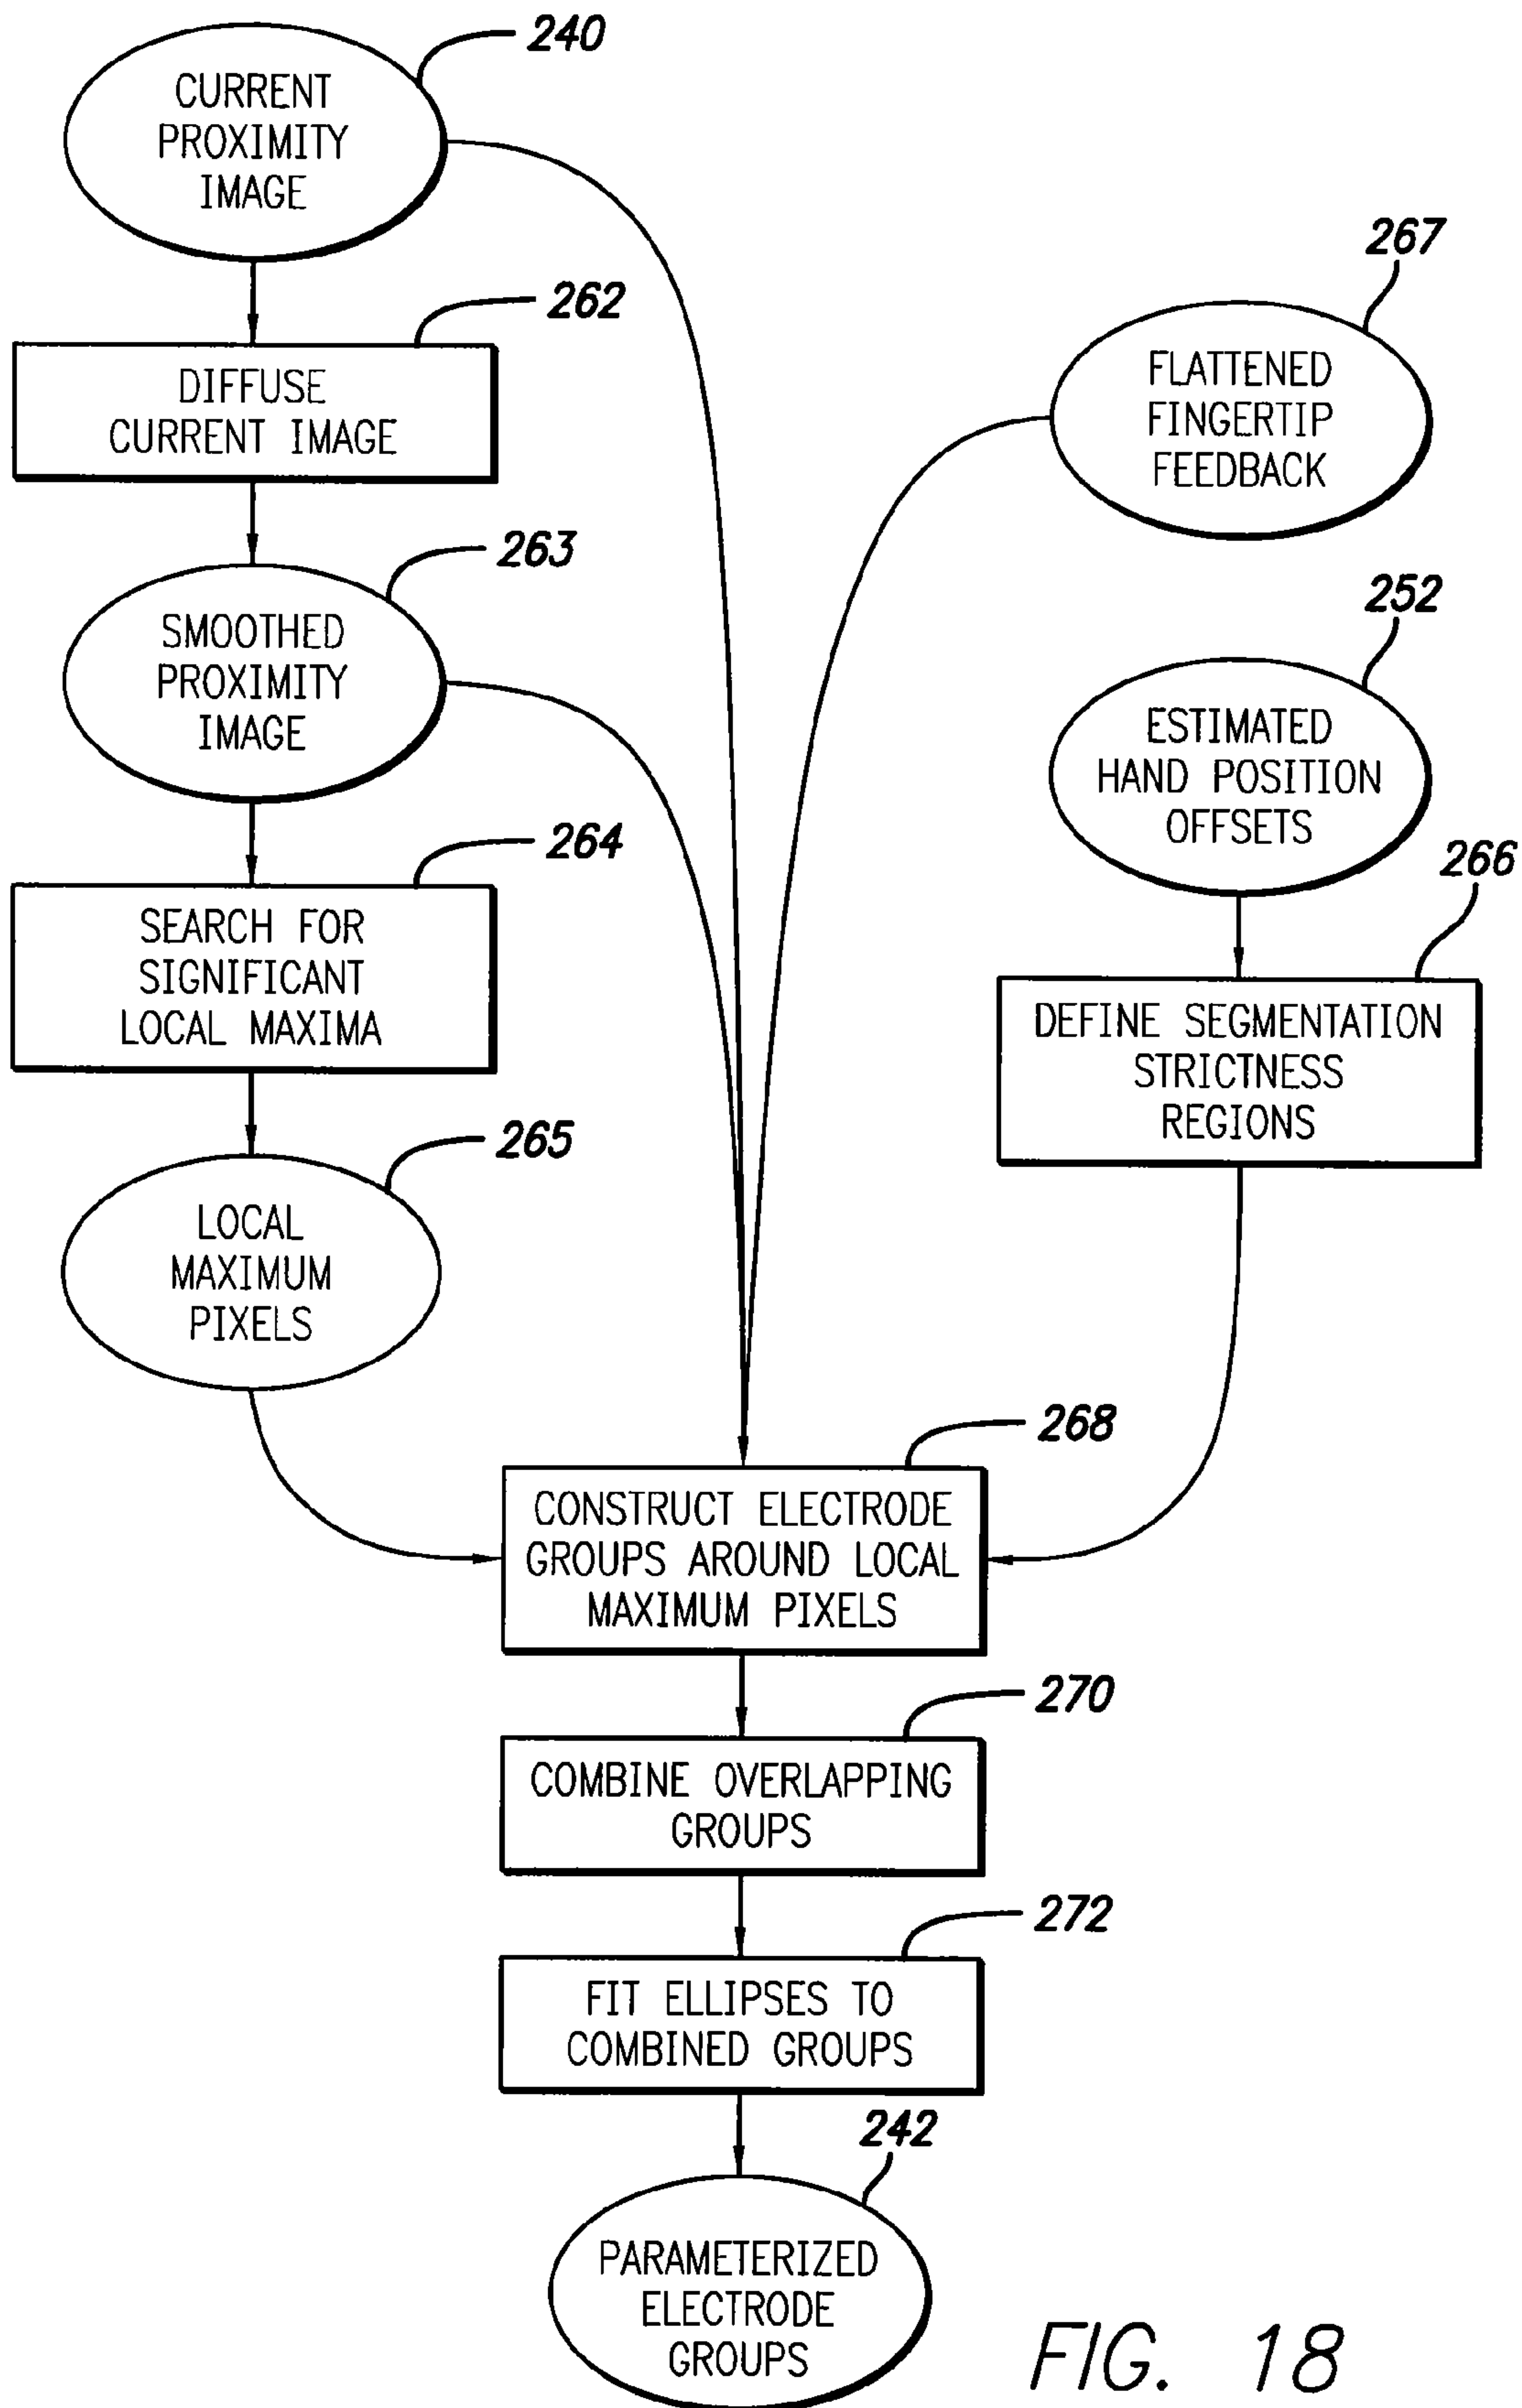 240
CURRENT
PROXIMITY
IMAGE
262
DIFFUSE
CURRENT IMAGE
263
SMOOTHED
PROXIMITY
IMAGE
264
SEARCH FOR
SIGNIFICANT
LOCAL MAXIMA
265
LOCAL
MAXIMUM
PIXELS
267
FLATTENED
FINGERTIP
FEEDBACK
252
ESTIMATED
HAND POSITION
OFFSETS
266
DEFINE SEGMENTATION
STRICTNESS
REGIONS
268
CONSTRUCT ELECTRODE
GROUPS AROUND LOCAL
MAXIMUM PIXELS
270
COMBINE OVERLAPPING
GROUPS
272
FIT ELLIPSES TO
COMBINED GROUPS
242
PARAMETERIZED
ELECTRODE
GROUPS
FIG. 18